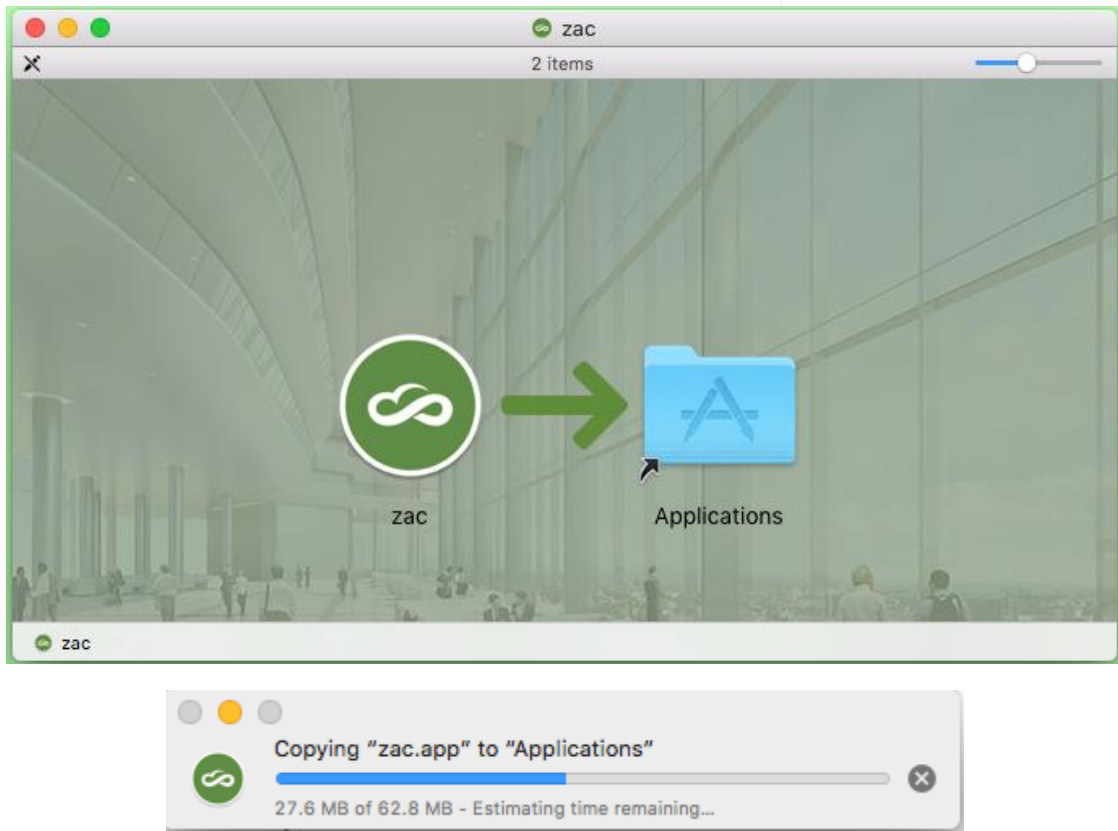 zac
2 items
zac
Applications
zac
Copying “zac.app” to “Applications”
27.6 MB of 62.8 MB - Estimating time remaining...